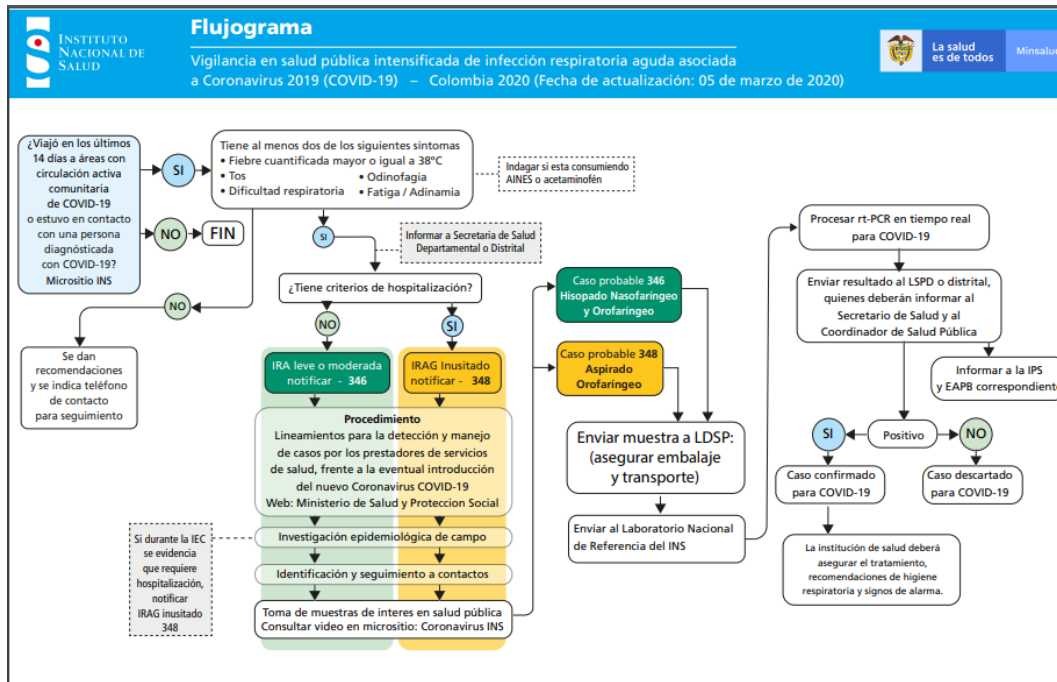 INSTITUTO
NACIONAL DE
SALUD
Flujograma
Vigilancia en salud pública intensificada de infección respiratoria aguda asociada
a Coronavirus 2019 (COVID-19) – Colombia 2020 (Fecha de actualización: 05 de marzo de 2020)
La salud
es de todos
Minsalud
¿Viajó en los últimos
14 días a áreas con
circulación activa
comunitaria
de COVID-19
o estuvo en contacto
con una persona
diagnósticada
con COVID-19?
Micrositio INS
SI
NO
FIN
Tiene al menos dos de los siguientes síntomas
• Fiebre cuantificada mayor o igual a 38ºC
• Tos
• Odinofagia
• Dificultad respiratoria
• Fatiga / Adinamia
Indagar si esta consumiendo
AINES o acetaminofén
SI
Informar a Secretaria de Salud
Departamental o Distrital
NO
Se dan
recomendaciones
y se indica teléfono
de contacto
para seguimiento
¿Tiene criterios de hospitalización?
NO
SI
IRA leve o moderada
notificar - 346
IRAG Inusitado
notificar - 348
Procedimiento
Lineamientos para la detección y manejo
de casos por los prestadores de servicios
de salud, frente a la eventual introducción
del nuevo Coronavirus COVID-19
Web: Ministerio de Salud y Proteccion Social
Investigación epidemiológica de campo
Identificación y seguimiento a contactos
Toma de muestras de interes en salud pública
Consultar video en micrositio: Coronavirus INS
Si durante la IEC
se evidencia
que requiere
hospitalización,
notificar
IRAG inusitado
348
Caso probable 346
Hisopado Nasofaríngeo
y Orofaríngeo
Caso probable 348
Aspirado
Orofaríngeo
Enviar muestra a LDSP:
(asegurar embalaje
y transporte)
Envíar al Laboratorio Nacional
de Referencia del INS
Procesar rt-PCR en tiempo real
para COVID-19
Enviar resultado al LSPD o distrital,
quienes deberán informar al
Secretario de Salud y al
Coordinador de Salud Pública
Informar a la IPS
y EAPB correspondiente
Positivo
SI
NO
Caso confirmado
para COVID-19
Caso descartado
para COVID-19
La institución de salud deberá
asegurar el tratamiento,
recomendaciones de higiene
respiratoria y signos de alarma.